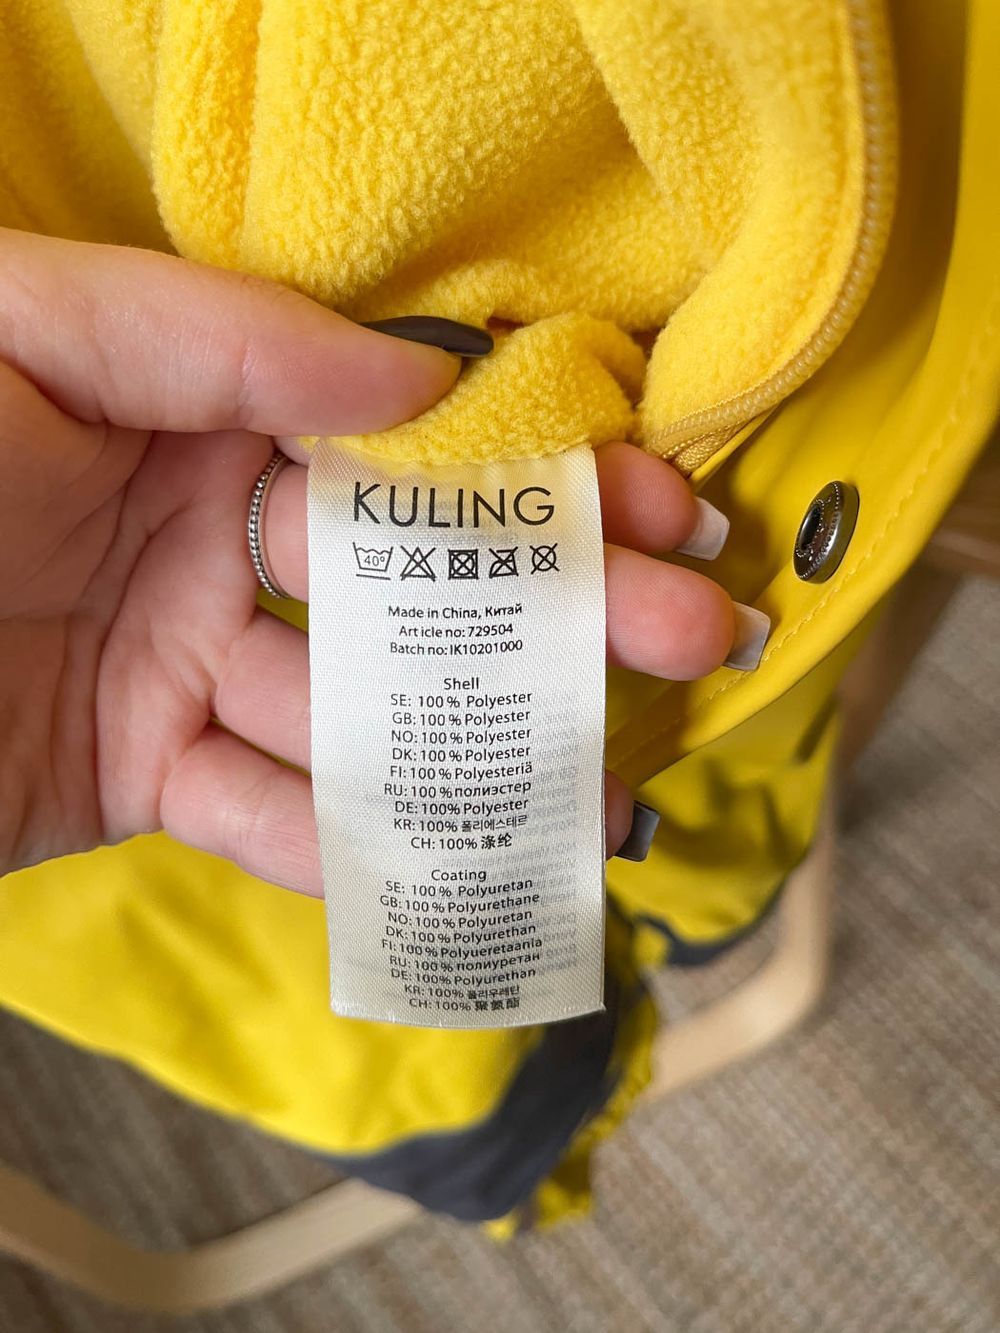 KULING
40°
Made in China, Китай
Art icle no: 729504
Batch no: IK10201000
Shell
SE: 100 % Polyester
GB: 100 % Polyester
NO: 100 % Polyester
DK: 100 % Polyester
FI: 100 % Polyesteriä
RU: 100 % полиэстер
DE: 100% Polyester
KR: 100% 폴리에스테르
CH: 100% 涤纶
Coating
SE: 100 % Polyuretan
GB: 100 % Polyurethane
NO: 100 % Polyuretan
DK: 100 % Polyurethan
FI: 100 % Polyueretaania
RU: 100 % полиуретан
DE: 100% Polyurethan
KR: 100% 폴리우레탄
CH: 100% 聚氨酯